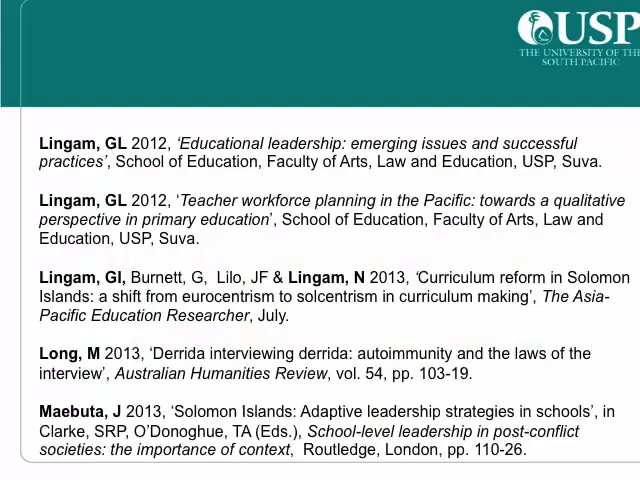 USP
THE UNIVERSITY OF THE
SOUTH PACIFIC
Lingam, GL 2012, ‘Educational leadership: emerging issues and successful
practices’, School of Education, Faculty of Arts, Law and Education, USP, Suva.
Lingam, GL 2012, ‘Teacher workforce planning in the Pacific: towards a qualitative
perspective in primary education’, School of Education, Faculty of Arts, Law and
Education, USP, Suva.
Lingam, GI, Burnett, G, Lilo, JF & Lingam, N 2013, ‘Curriculum reform in Solomon
Islands: a shift from eurocentrism to solcentrism in curriculum making’, The Asia-
Pacific Education Researcher, July.
Long, M 2013, ‘Derrida interviewing derrida: autoimmunity and the laws of the
interview’, Australian Humanities Review, vol. 54, pp. 103-19.
Maebuta, J 2013, ‘Solomon Islands: Adaptive leadership strategies in schools’, in
Clarke, SRP, O’Donoghue, TA (Eds.), School-level leadership in post-conflict
societies: the importance of context, Routledge, London, pp. 110-26.